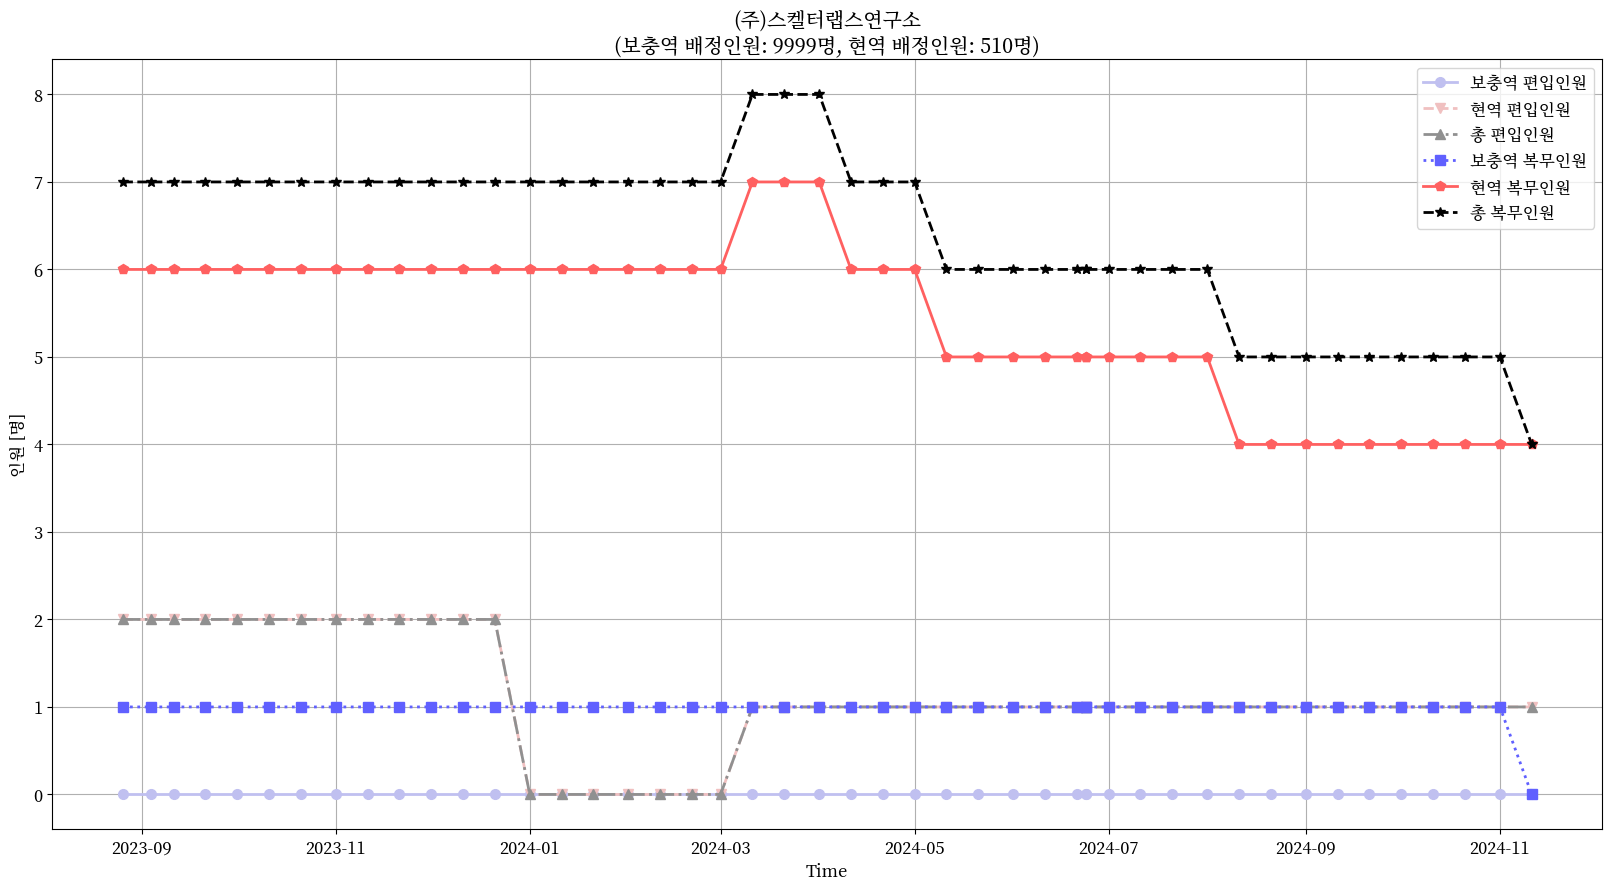 (주)스켈터랩스연구소
(보충역 배정인원: 9999명, 현역 배정인원: 510명)
보충역 편입인원
현역 편입인원
총 편입인원
보충역 복무인원
현역 복무인원
총 복무인원
인원 [명]
8
7
6
5
4
3
2
1
0
2023-09
2023-11
2024-01
2024-03
2024-05
2024-07
2024-09
2024-11
Time